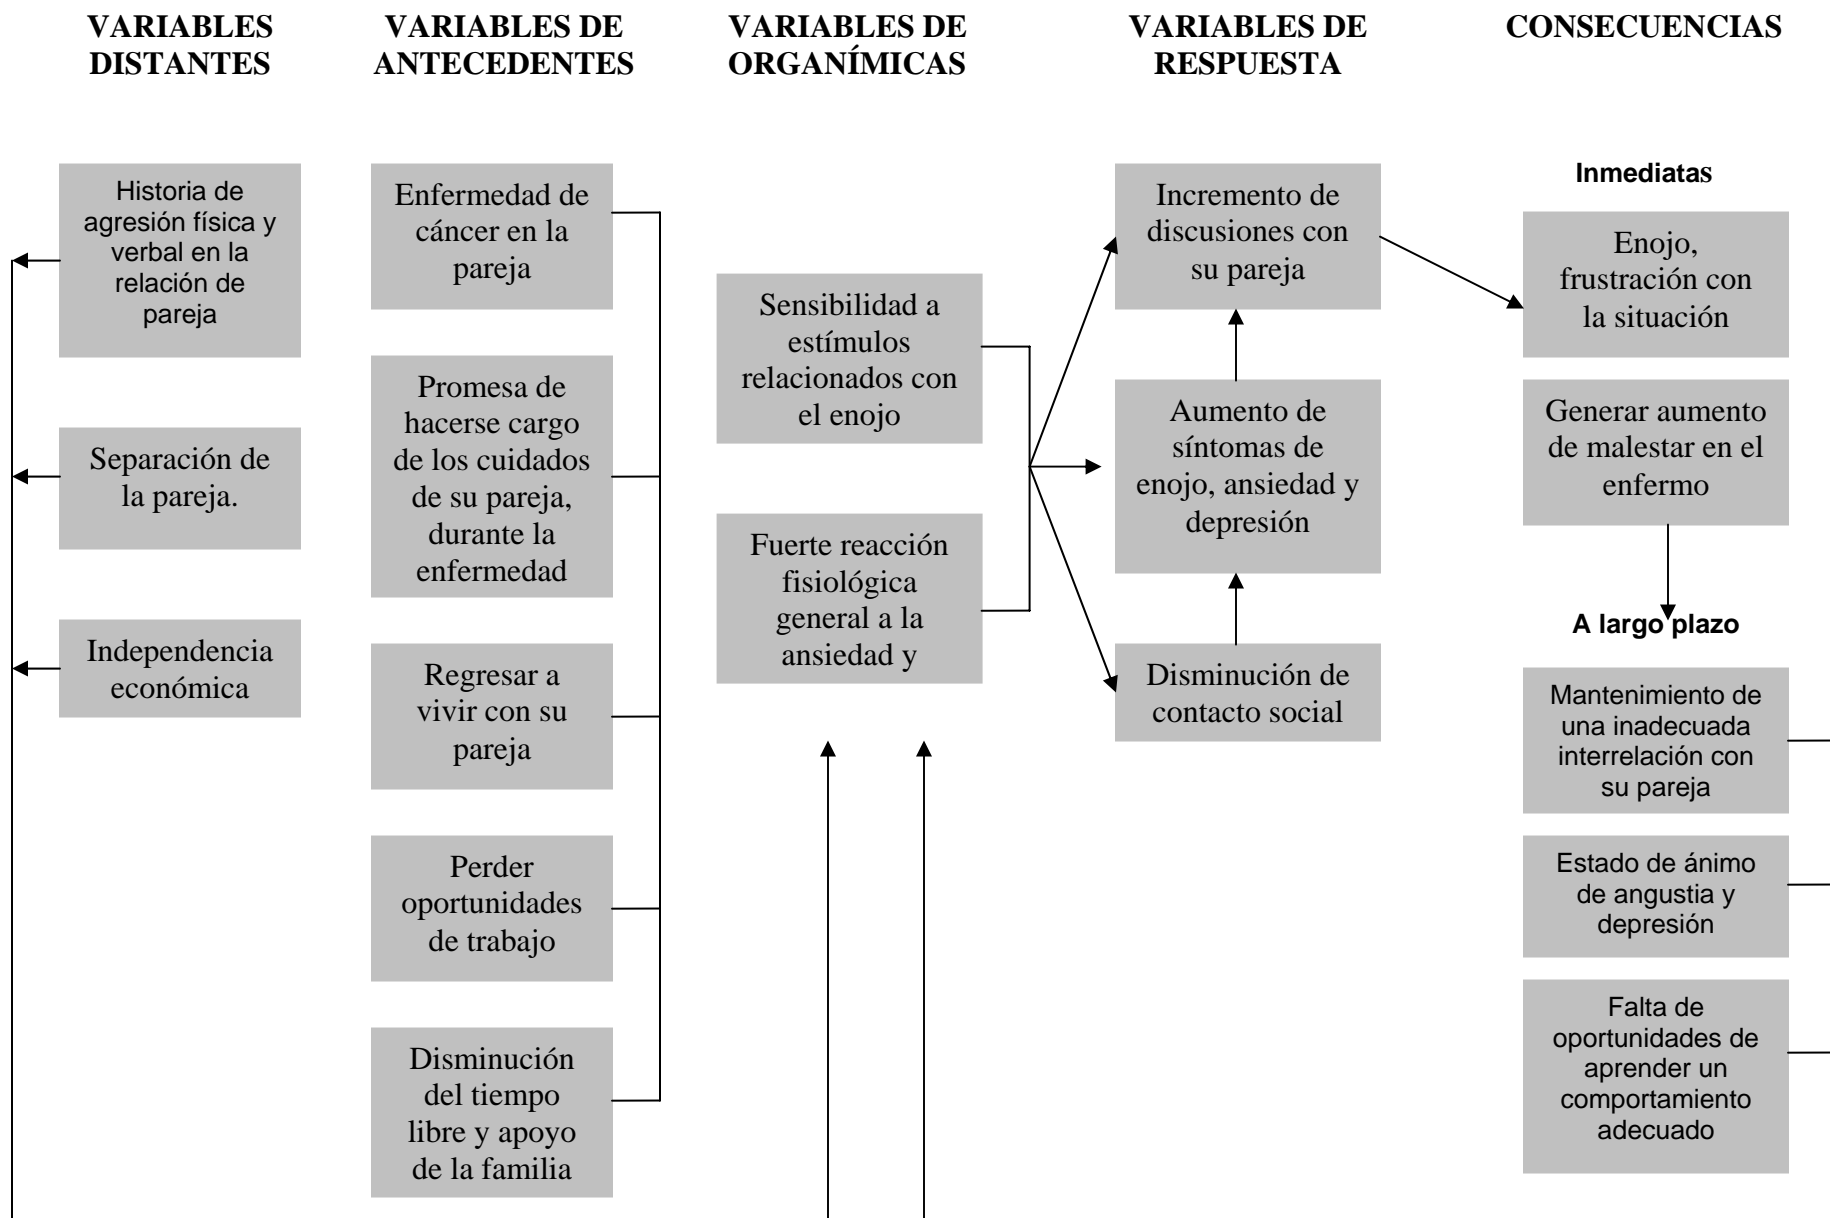 VARIABLES
DISTANTES
VARIABLES DE
ANTECEDENTES
VARIABLES DE
ORGANÍMICAS
VARIABLES DE
RESPUESTA
CONSECUENCIAS
Historia de
agresión física y
verbal en la
relación de
pareja
Separación de
la pareja.
Independencia
económica
Enfermedad de
cáncer en la
pareja
Promesa de
hacerse cargo
de los cuidados
de su pareja,
durante la
enfermedad
Regresar a
vivir con su
pareja
Perder
oportunidades
de trabajo
Disminución
del tiempo
libre y apoyo
de la familia
Sensibilidad a
estímulos
relacionados con
el enojo
Fuerte reacción
fisiológica
general a la
ansiedad y
Incremento de
discusiones con
su pareja
Aumento de
síntomas de
enojo, ansiedad y
depresión
Disminución de
contacto social
Inmediatas
Enojo,
frustración con
la situación
Generar aumento
de malestar en el
enfermo
A largo plazo
Mantenimiento de
una inadecuada
interrelación con
su pareja
Estado de ánimo
de angustia y
depresión
Falta de
oportunidades de
aprender un
comportamiento
adecuado